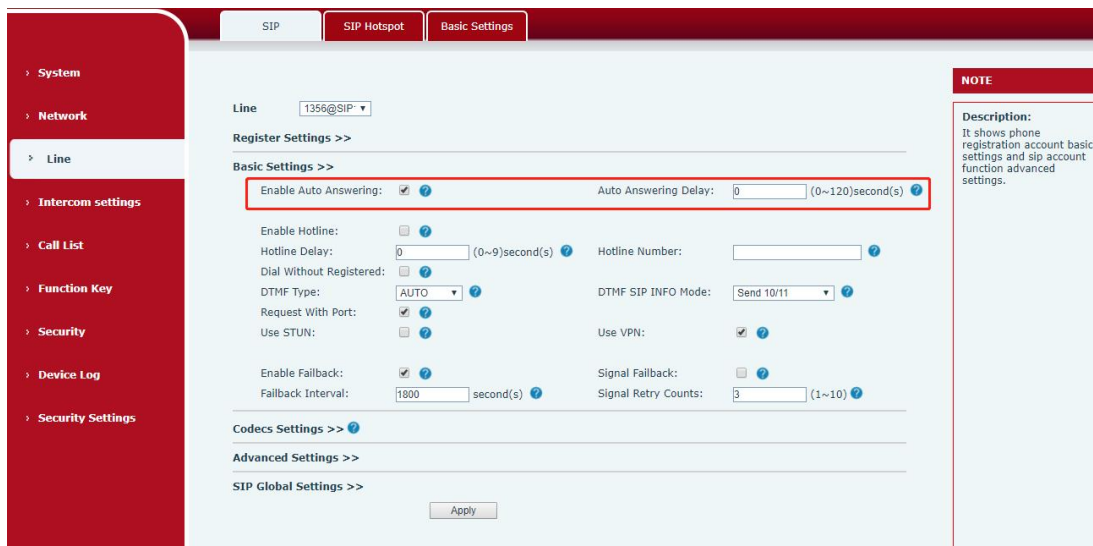 SIP SIP Hotspot Basic Settings
› System
› Network
› Line
› Intercom settings
› Call List
› Function Key
› Security
› Device Log
› Security Settings
Line 1356@SIP
Register Settings >>
Basic Settings >>
Enable Auto Answering: Auto Answering Delay: 0 (0~120)second(s)
Enable Hotline:
Hotline Delay: 0 (0~9)second(s) Hotline Number:
Dial Without Registered:
DTMF Type: AUTO DTMF SIP INFO Mode: Send 10/11
Request With Port:
Use STUN: Use VPN:
Enable Failback: Signal Failback:
Failback Interval: 1800 second(s) Signal Retry Counts: 3 (1~10)
Codecs Settings >>
Advanced Settings >>
SIP Global Settings >>
Apply
NOTE
Description:
It shows phone
registration account basic
settings and sip account
function advanced
settings.